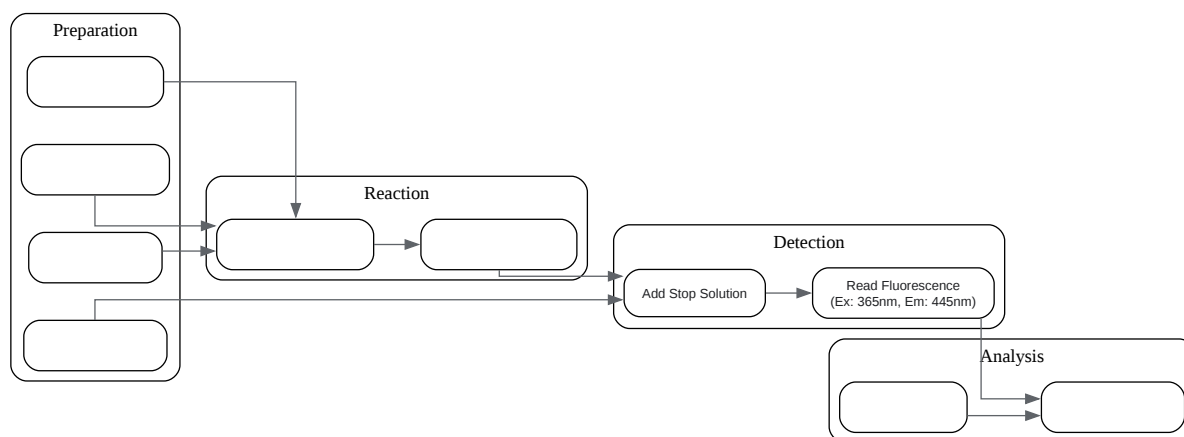 Preparation
Reaction
Detection
Add Stop Solution
Read Fluorescence
(Ex: 365nm, Em: 445nm)
Analysis